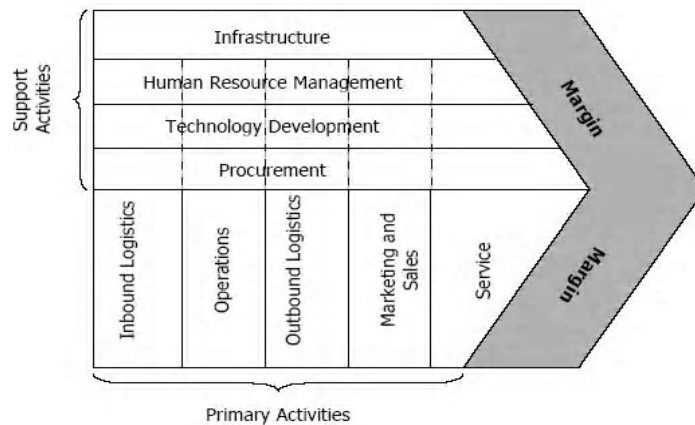 Support
Activities
Infrastructure
Human Resource Management
Technology Development
Procurement
Margin
Inbound Logistics
Operations
Outbound Logistics
Marketing and
Sales
Service
Margin
Primary Activities